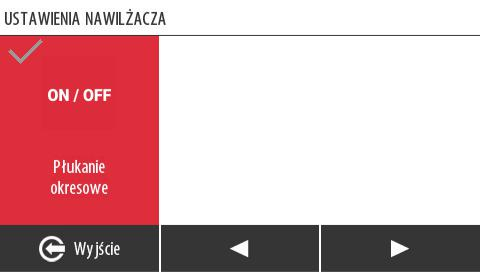 USTAWIENIA NAWILŻACZA
ON / OFF
Płukanie
okresowe
Wyjście